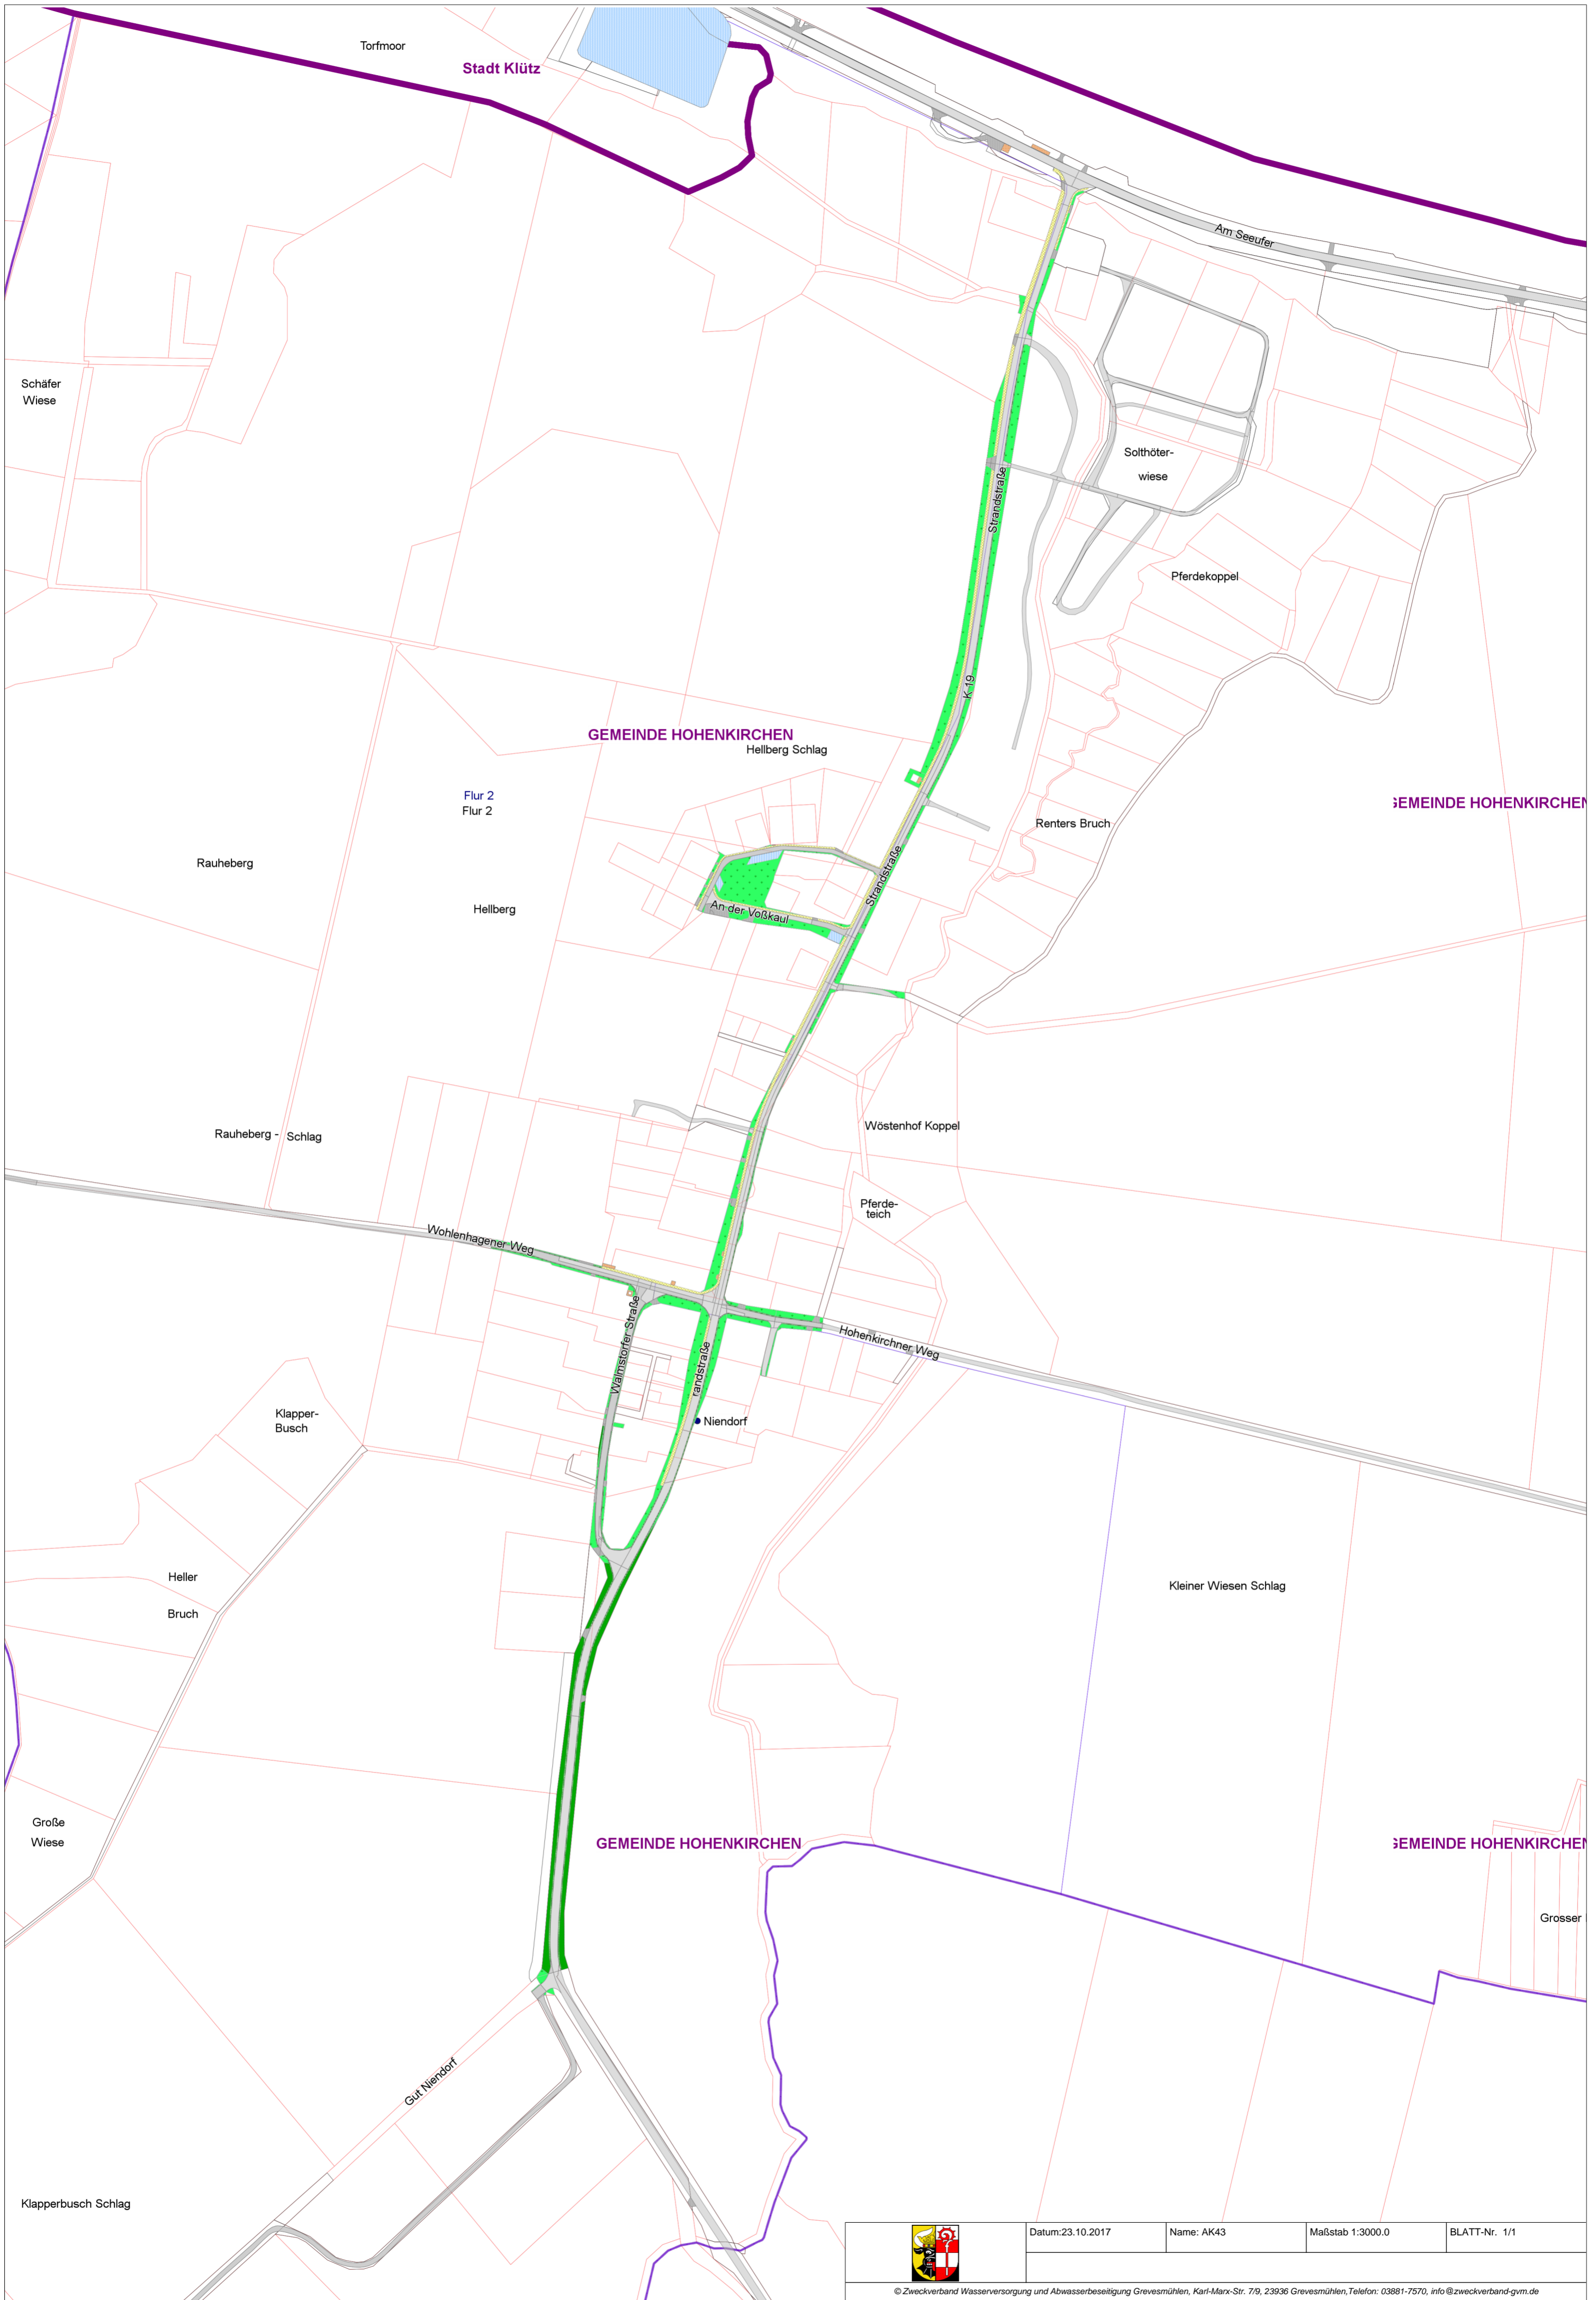 Torfmoor
Stadt Klütz
Am Seeufer
Schäfer
Wiese
Solthöter-
wiese
Strandstraße
Pferdekoppel
K 19
GEMEINDE HOHENKIRCHEN
Hellberg Schlag
Flur 2
Flur 2
GEMEINDE HOHENKIRCHEN
Renters Bruch
Rauheberg
Strandstraße
Hellberg
An der Voßkaul
Rauheberg - Schlag
Wöstenhof Koppel
Pferde-
teich
Wohlenhagener Weg
Walmstorfer Straße
Hohenkirchner Weg
randstraße
Klapper-
Busch
Niendorf
Heller
Bruch
Kleiner Wiesen Schlag
Große
Wiese
GEMEINDE HOHENKIRCHEN
GEMEINDE HOHENKIRCHEN
Grosser
Gut Niendorf
Klapperbusch Schlag
Datum:23.10.2017
Name: AK43
Maßstab 1:3000.0
BLATT-Nr. 1/1
© Zweckverband Wasserversorgung und Abwasserbeseitigung Grevesmühlen, Karl-Marx-Str. 7/9, 23936 Grevesmühlen,Telefon: 03881-7570, info@zweckverband-gvm.de